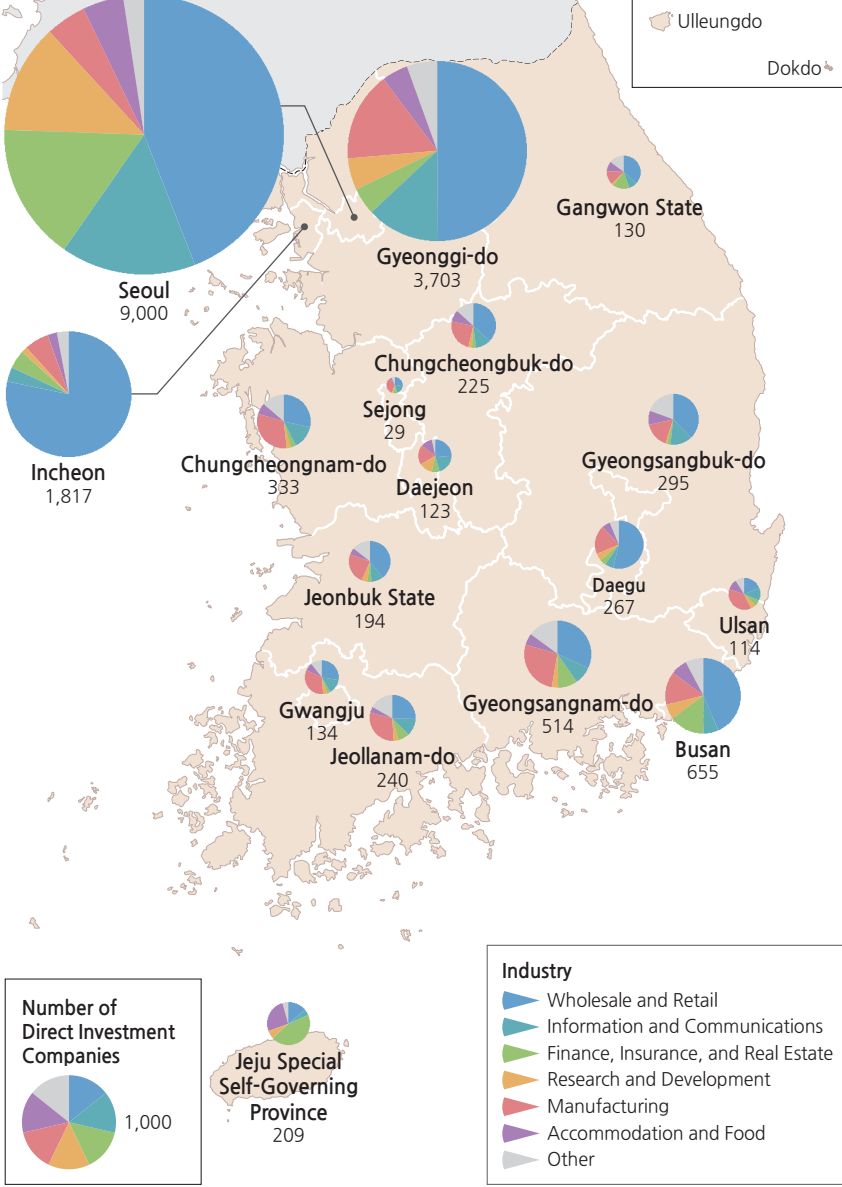 Ulleungdo
Dokdo
Seoul
9,000
Gyeonggi-do
3,703
Gangwon State
130
Incheon
1,817
Chungcheongbuk-do
225
Sejong
29
Chungcheongnam-do
333
Daejeon
123
Gyeongsangbuk-do
295
Jeonbuk State
194
Daegu
267
Ulsan
114
Gwangju
134
Gyeongsangnam-do
514
Jeollanam-do
240
Busan
655
Jeju Special
Self-Governing
Province
209
Number of
Direct Investment
Companies
1,000
Industry
Wholesale and Retail
Information and Communications
Finance, Insurance, and Real Estate
Research and Development
Manufacturing
Accommodation and Food
Other